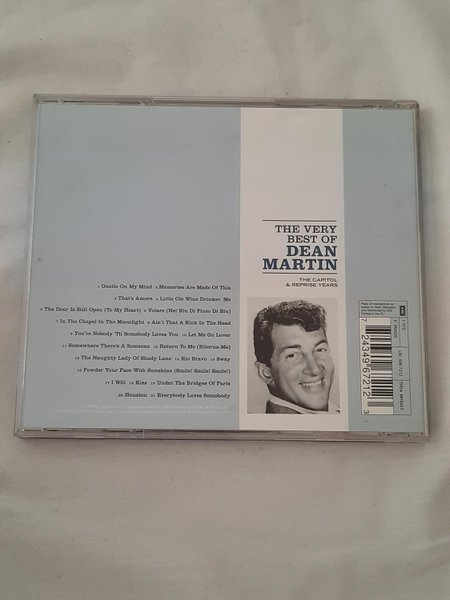 THE VERY
BEST OF
DEAN
MARTIN
THE CAPITOL
& REPRISE YEARS
1 Gentle On My Mind 2 Memories Are Made Of This
3 That's Amore 4 Little Ole Wine Drinker, Me
5 The Door Is Still Open (To My Heart) 6 Volare (Nel Blu Di Pinto Di Blu)
7 In The Chapel In The Moonlight 8 Ain't That A Kick In The Head
9 You're Nobody 'Til Somebody Loves You 10 Let Me Go Lover
11 Somewhere There's A Someone 12 Return To Me (Ritorna-Me)
13 The Naughty Lady Of Shady Lane 14 Rio Bravo 15 Sway
16 Powder Your Face With Sunshine (Smile! Smile! Smile!)
17 I Will 18 Kiss 19 Under The Bridges Of Paris
20 Houston 21 Everybody Loves Somebody
7 24349 67212 3